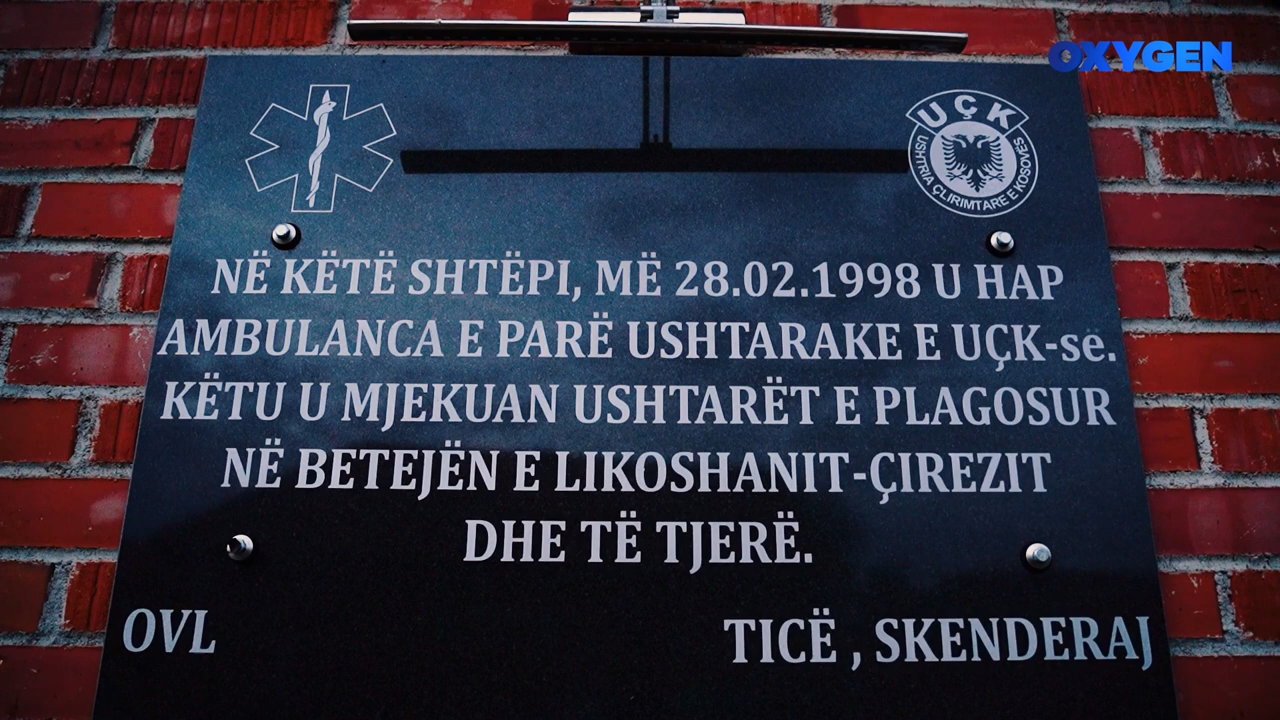 OXYGEN
UÇK
USHTRIA ÇLIRIMTARE E KOSOVËS
NË KËTË SHTËPI, MË 28.02.1998 U HAP
AMBULANCA E PARË USHTARAKE E UÇK-së.
KËTU U MJEKUAN USHTARËT E PLAGOSUR
NË BETEJËN E LIKOSHANIT-ÇIREZIT
DHE TË TJERË.
OVL
TICË , SKENDERAJ